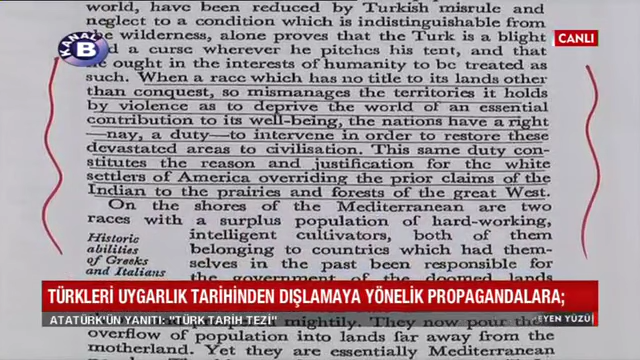 world, have been reduced by Turkish misrule and
neglect to a condition which is indistinguishable from
the wilderness, alone proves that the Turk is a blight
and a curse wherever he pitches his tent, and that
he ought in the interests of humanity to be treated as
such. When a race which has no title to its lands other
than conquest, so mismanages the territories it holds
by violence as to deprive the world of an essential
contribution to its well-being, the nations have a right
—nay, a duty—to intervene in order to restore these
devastated areas to civilisation. This same duty con-
stitutes the reason and justification for the white
settlers of America overriding the prior claims of the
Indian to the prairies and forests of the great West.
On the shores of the Mediterranean are two
races with a surplus population of hard-working,
Historic
abilities
of Greeks
and Italians
intelligent cultivators, both of them
belonging to countries which had them-
selves in the past been responsible for
the government of the doomed lands
mightily. They now pour their
overflow of population into lands far away from the
motherland. Yet they are essentially Mediterranean
KANAL B
CANLI
TÜRKLERİ UYGARLIK TARİHİNDEN DIŞLAMAYA YÖNELİK PROPAGANDALARA;
ATATÜRK'ÜN YANITI: "TÜRK TARİH TEZİ"
EYEN YÜZÜ